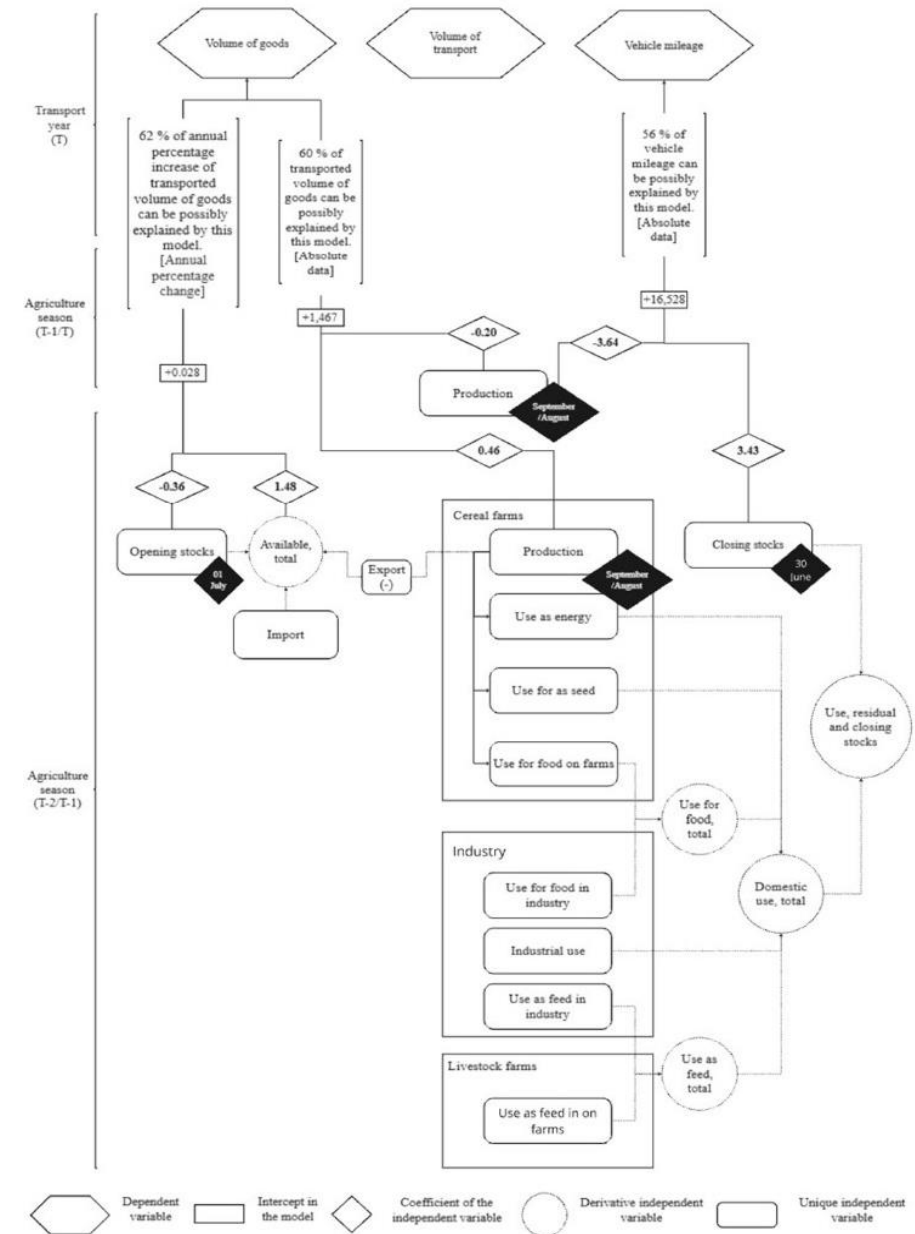 Volume of goods
Volume of
transport
Vehicle mileage
Transport
year
(T)
62 % of annual
percentage
increase of
transported
volume of goods
can be possibly
explained by this
model.
[Annual
percentage
change]
60 % of
transported
volume of
goods can be
possibly
explained by
this model.
[Absolute
data]
56 % of
vehicle
mileage can
be possibly
explained by
this model.
[Absolute
data]
Agriculture
season
(T-1/T)
+0.028
+1,467
+16,528
-0.20
-3.64
Production
September
/August
Agriculture
season
(T-2/T-1)
-0.36
1.48
0.46
3.43
Opening stocks
01
July
Available,
total
Import
Export
(-)
Cereal farms
Production
September
/August
Use as energy
Use for as seed
Use for food on farms
Closing stocks
30
June
Use, residual
and closing
stocks
Use for
food,
total
Industry
Use for food in
industry
Industrial use
Use as feed in
industry
Domestic
use, total
Livestock farms
Use as feed in on
farms
Use as
feed,
total
Dependent
variable
Intercept in
the model
Coefficient of the
independent variable
Derivative independent
variable
Unique independent
variable